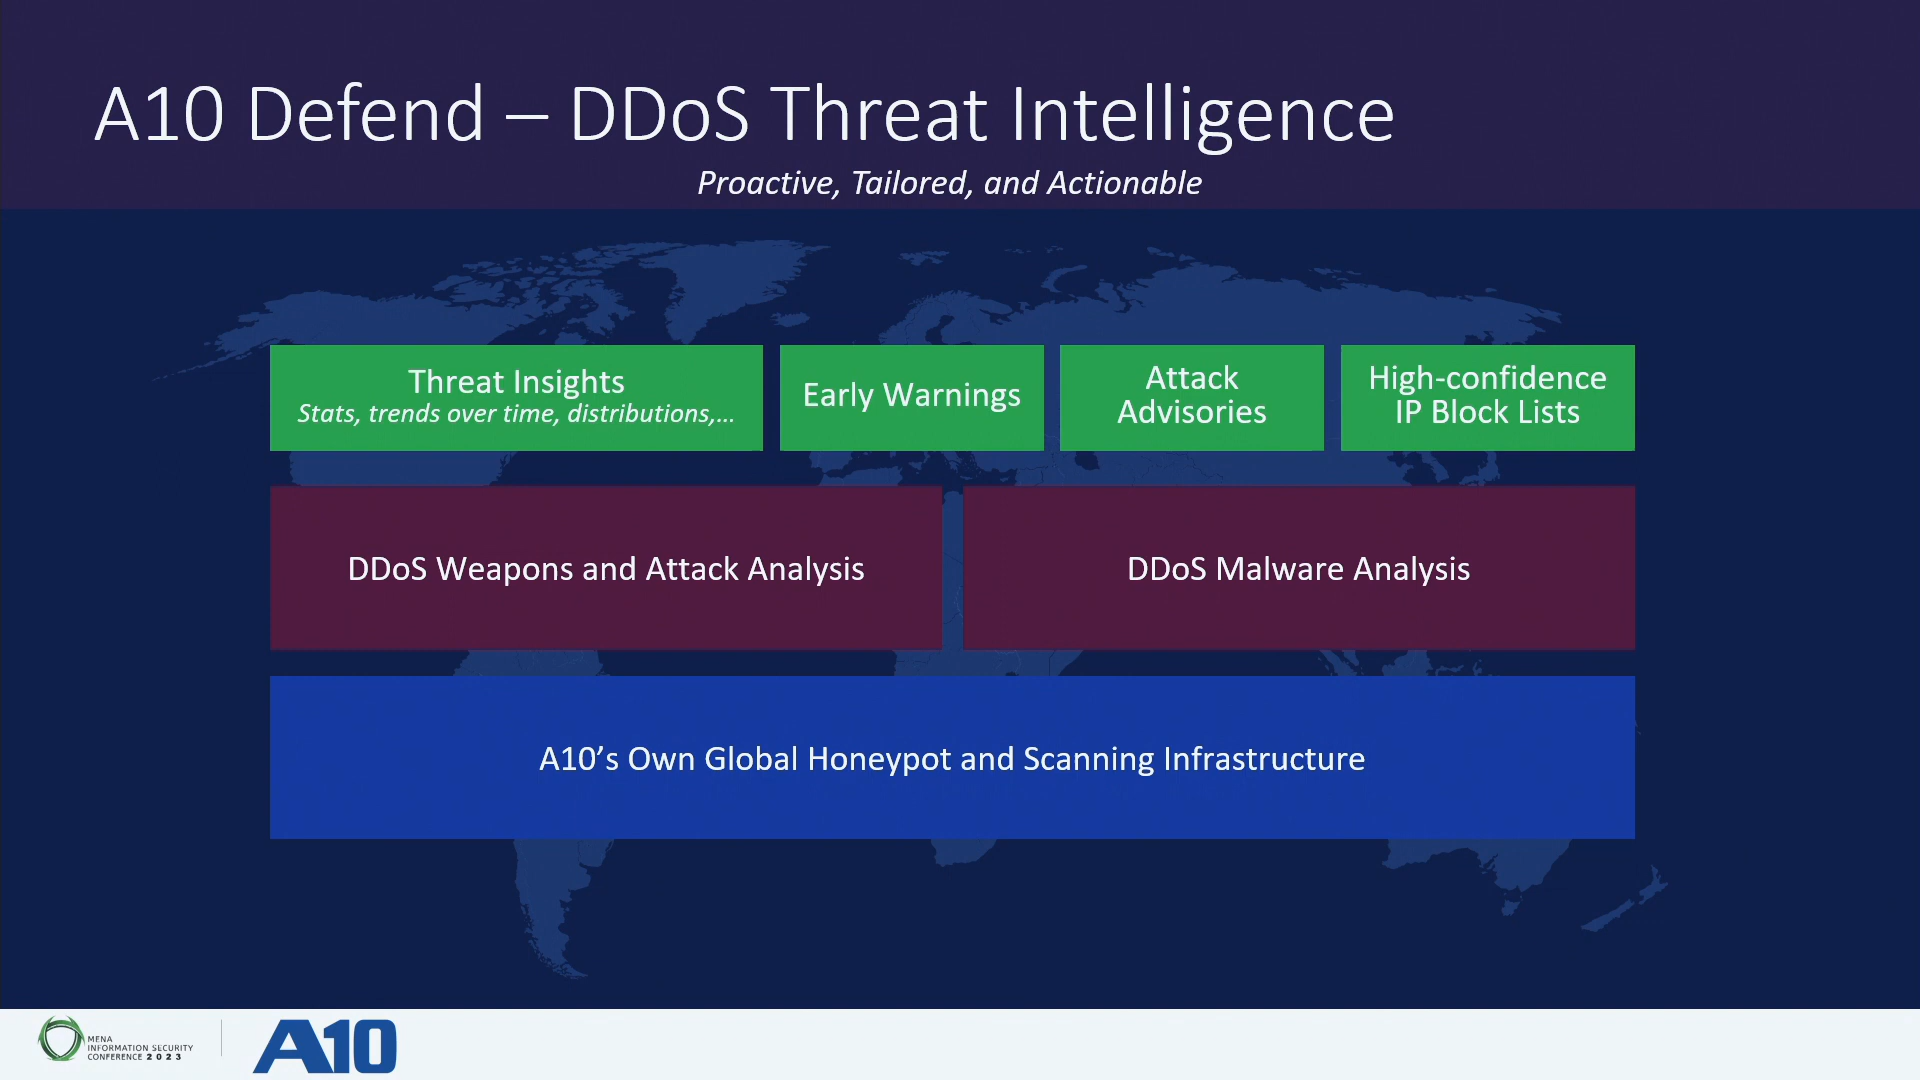 A10 Defend – DDoS Threat Intelligence
Proactive, Tailored, and Actionable
Threat Insights
Stats, trends over time, distributions,...
Early Warnings
Attack
Advisories
High-confidence
IP Block Lists
DDoS Weapons and Attack Analysis
DDoS Malware Analysis
A10’s Own Global Honeypot and Scanning Infrastructure
MENA
INFORMATION SECURITY
CONFERENCE 2023
A10